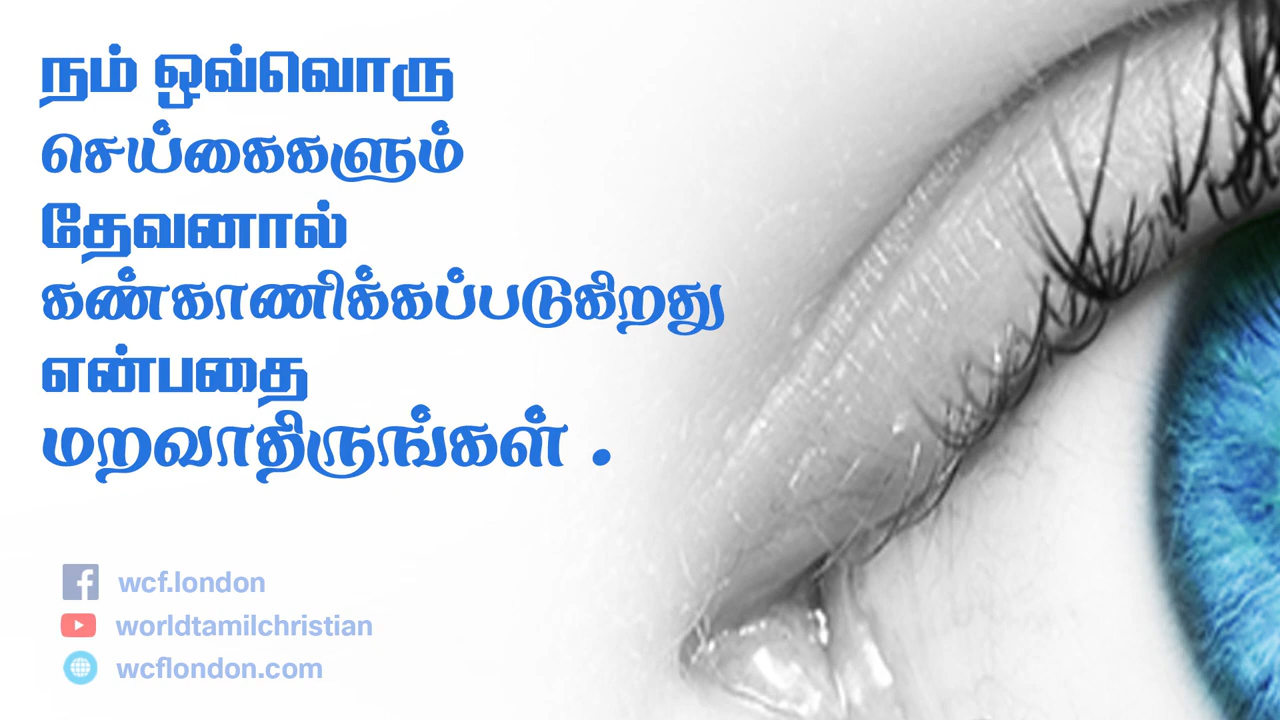 நம் ஒவ்வொரு
செய்கைகளும்
தேவனால்
கண்காணிக்கப்படுகிறது
என்பதை
மறவாதிருங்கள் .
wcf.london
worldtamilchristian
wcflondon.com